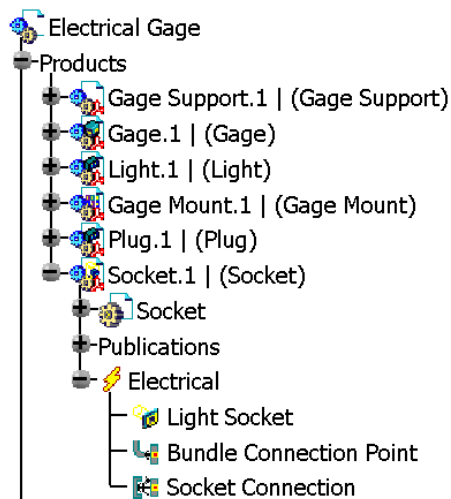 Electrical Gage
Products
Gage Support.1 | (Gage Support)
Gage.1 | (Gage)
Light.1 | (Light)
Gage Mount.1 | (Gage Mount)
Plug.1 | (Plug)
Socket.1 | (Socket)
Socket
Publications
Electrical
Light Socket
Bundle Connection Point
Socket Connection